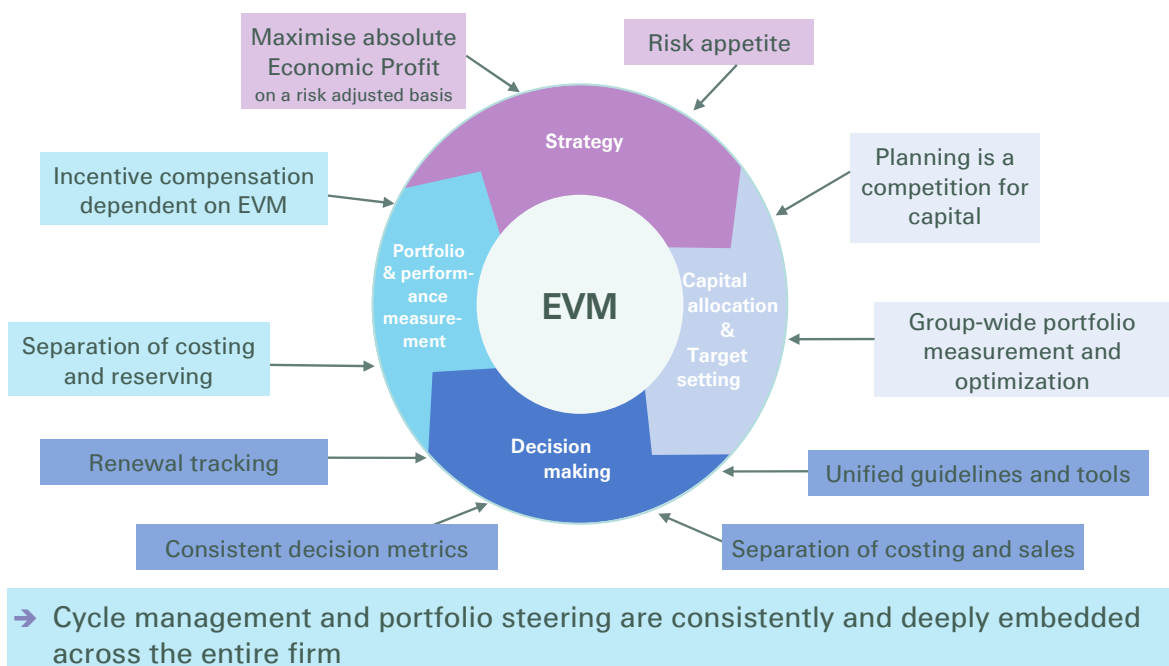 Maximise absolute
Economic Profit
on a risk adjusted basis
Risk appetite
Strategy
Incentive compensation
dependent on EVM
Planning is a
competition for
capital
Portfolio
& perform-
ance
measure-
ment
EVM
Capital
allocation
&
Target
setting
Separation of costing
and reserving
Group-wide portfolio
measurement and
optimization
Renewal tracking
Decision
making
Unified guidelines and tools
Consistent decision metrics
Separation of costing and sales
➔ Cycle management and portfolio steering are consistently and deeply embedded
across the entire firm